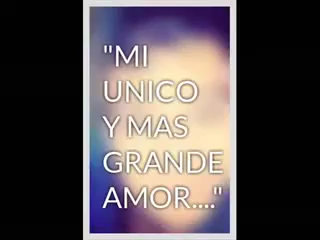 "MI
UNICO
Y MAS
GRANDE
AMOR...."